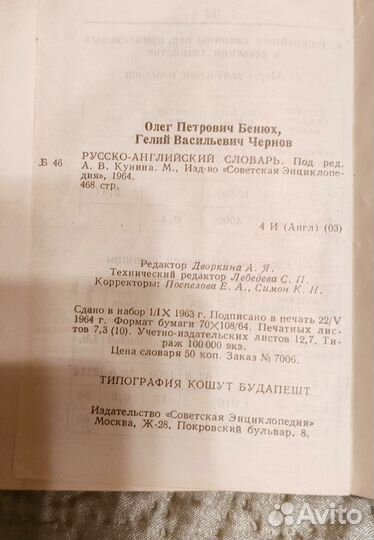 Олег Петрович Бенюх,
Гелий Васильевич Чернов
Б 46 РУССКО-АНГЛИЙСКИЙ СЛОВАРЬ. Под ред.
А. В. Кунина. М., Изд-во «Советская Энциклопе-
дия», 1964.
468 стр.
4 И (Англ) (03)
Редактор Дворкина А. Я.
Технический редактор Лебедева С. П.
Корректоры: Поспелова Е. А., Симон К. Н.
Сдано в набор 1/IX 1963 г. Подписано в печать 22/V
1964 г. Формат бумаги 70×108/64. Печатных лис-
тов 7,3 (10). Учетно-издательских листов 12,7. Ти-
раж 100 000 экз.
Цена словаря 50 коп. Заказ № 7006.
ТИПОГРАФИЯ КОШУТ БУДАПЕШТ
Издательство «Советская Энциклопедия»
Москва, Ж-28, Покровский бульвар, 8.
Avito